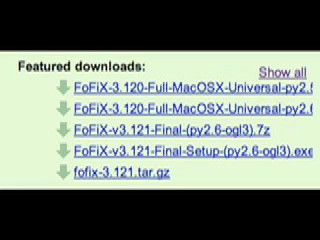 Featured downloads:
Show all
FoFiX-3.120-Full-MacOSX-Universal-py2.5
FoFiX-3.120-Full-MacOSX-Universal-py2.6
FoFiX-v3.121-Final-(py2.6-ogl3).7z
FoFiX-v3.121-Final-Setup-(py2.6-ogl3).exe
fofix-3.121.tar.gz